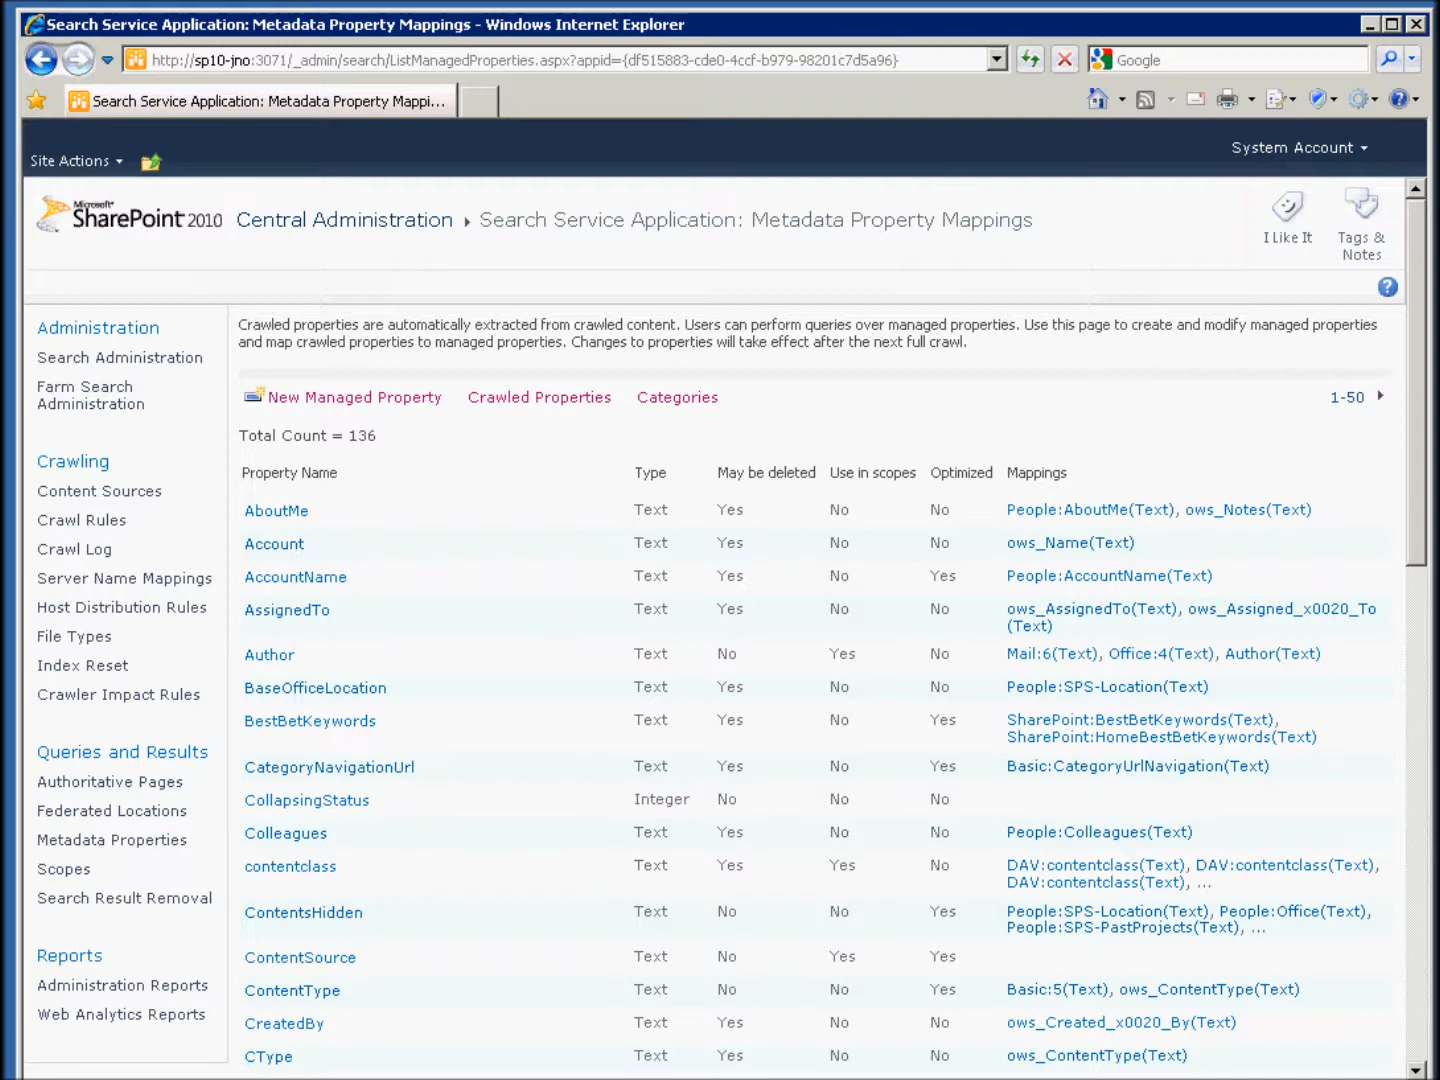 Search Service Application: Metadata Property Mappings - Windows Internet Explorer
http://sp10-jno:3071/_admin/search/ListManagedProperties.aspx?appid={df515883-cde0-4ccf-b979-98201c7d5a96}
Google
Search Service Application: Metadata Property Mappi...
Site Actions
System Account
Microsoft SharePoint 2010
Central Administration
Search Service Application: Metadata Property Mappings
I Like It
Tags &
Notes
Administration
Search Administration
Farm Search
Administration
Crawling
Content Sources
Crawl Rules
Crawl Log
Server Name Mappings
Host Distribution Rules
File Types
Index Reset
Crawler Impact Rules
Queries and Results
Authoritative Pages
Federated Locations
Metadata Properties
Scopes
Search Result Removal
Reports
Administration Reports
Web Analytics Reports
Crawled properties are automatically extracted from crawled content. Users can perform queries over managed properties. Use this page to create and modify managed properties
and map crawled properties to managed properties. Changes to properties will take effect after the next full crawl.
New Managed Property Crawled Properties Categories 1-50
Total Count = 136
Property Name Type May be deleted Use in scopes Optimized Mappings
AboutMe Text Yes No No People:AboutMe(Text), ows_Notes(Text)
Account Text Yes No No ows_Name(Text)
AccountName Text Yes No Yes People:AccountName(Text)
AssignedTo Text Yes No No ows_AssignedTo(Text), ows_Assigned_x0020_To
(Text)
Author Text No Yes No Mail:6(Text), Office:4(Text), Author(Text)
BaseOfficeLocation Text Yes No No People:SPS-Location(Text)
BestBetKeywords Text Yes No Yes SharePoint:BestBetKeywords(Text),
SharePoint:HomeBestBetKeywords(Text)
CategoryNavigationUrl Text Yes No Yes Basic:CategoryUrlNavigation(Text)
CollapsingStatus Integer No No No
Colleagues Text Yes No No People:Colleagues(Text)
contentclass Text Yes Yes No DAV:contentclass(Text), DAV:contentclass(Text),
DAV:contentclass(Text), ...
ContentsHidden Text No No Yes People:SPS-Location(Text), People:Office(Text),
People:SPS-PastProjects(Text), ...
ContentSource Text No Yes Yes
ContentType Text No No Yes Basic:5(Text), ows_ContentType(Text)
CreatedBy Text Yes No No ows_Created_x0020_By(Text)
CType Text Yes No No ows_ContentType(Text)